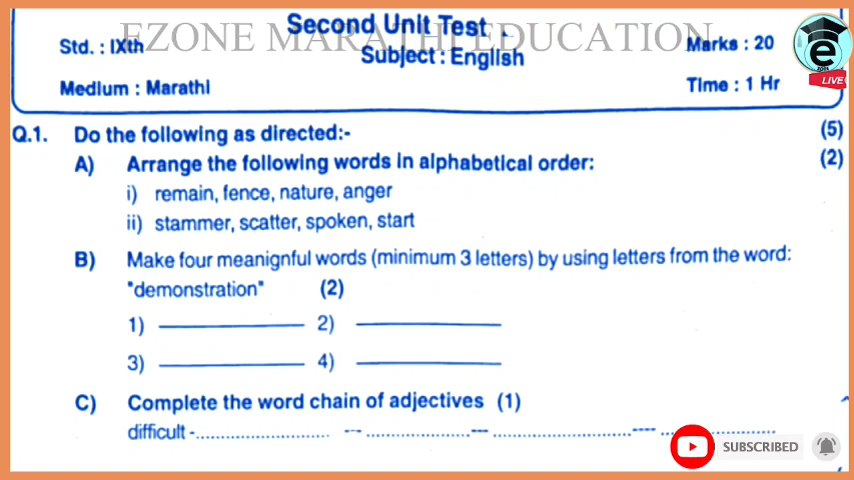 EZONE MARATHI EDUCATION
Second Unit Test .
Std. : IXth
Subject : English
Marks : 20
Medium : Marathi
Time : 1 Hr
LIVE
Q.1. Do the following as directed:- (5)
A) Arrange the following words in alphabetical order: (2)
i) remain, fence, nature, anger
ii) stammer, scatter, spoken, start
B) Make four meanignful words (minimum 3 letters) by using letters from the word:
"demonstration" (2)
1) 2)
3) 4)
C) Complete the word chain of adjectives (1)
difficult -
SUBSCRIBED